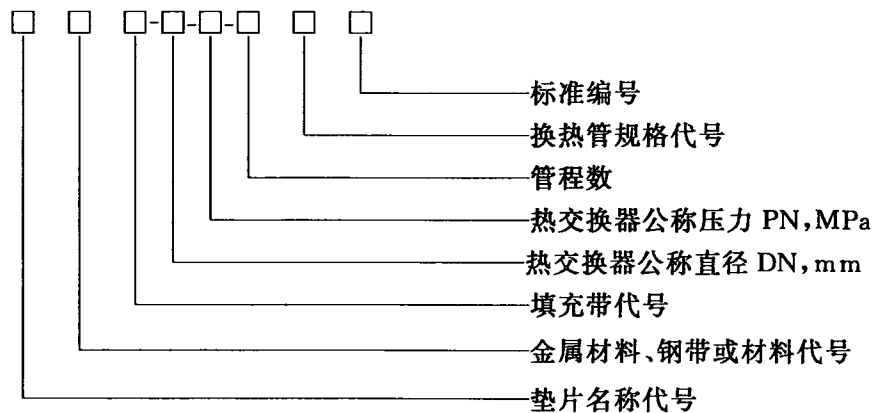 □ □ □-□-□-□ □ □
标准编号
换热管规格代号
管程数
热交换器公称压力 PN,MPa
热交换器公称直径 DN,mm
填充带代号
金属材料、钢带或材料代号
垫片名称代号